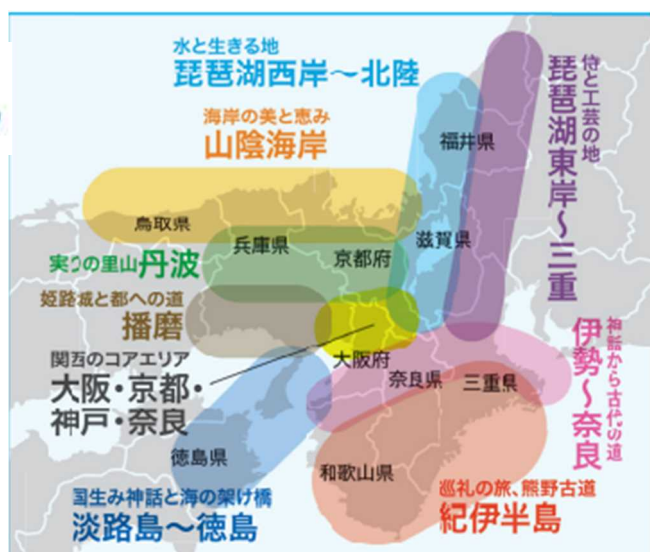 水と生きる地
琵琶湖西岸～北陸
海岸の美と恵み
山陰海岸
侍と工芸の地
琵琶湖東岸～三重
福井県
鳥取県
兵庫県
京都府
滋賀県
実りの里山 丹波
姫路城と都への道
播磨
関西のコアエリア
大阪・京都・
神戸・奈良
大阪府
奈良県
三重県
神話から古代の道
伊勢～奈良
徳島県
和歌山県
国生み神話と海の架け橋
淡路島～徳島
巡礼の旅、熊野古道
紀伊半島